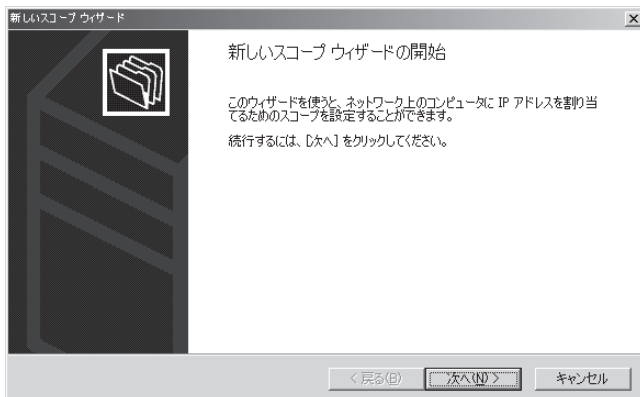 新しいスコープ ウィザード
新しいスコープ ウィザードの開始
このウィザードを使うと、ネットワーク上のコンピュータに IP アドレスを割り当
てるためのスコープを設定することができます。
続行するには、[次へ] をクリックしてください。
< 戻る(B)
次へ(N) >
キャンセル